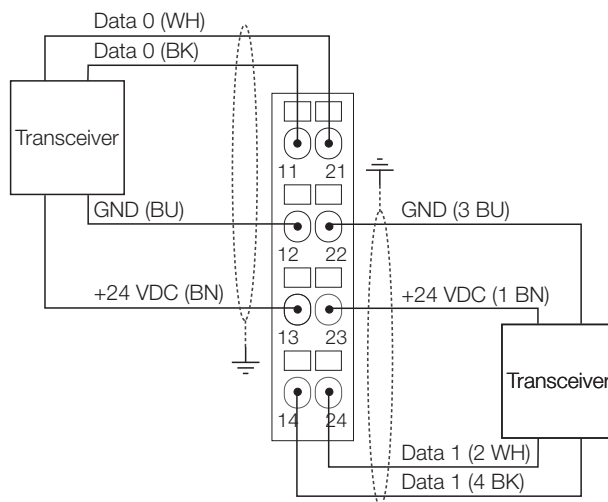 Data 0 (WH)
Data 0 (BK)
Transceiver
11 21
GND (BU)
GND (3 BU)
12 22
+24 VDC (BN)
+24 VDC (1 BN)
13 23
Transceiver
14 24
Data 1 (2 WH)
Data 1 (4 BK)